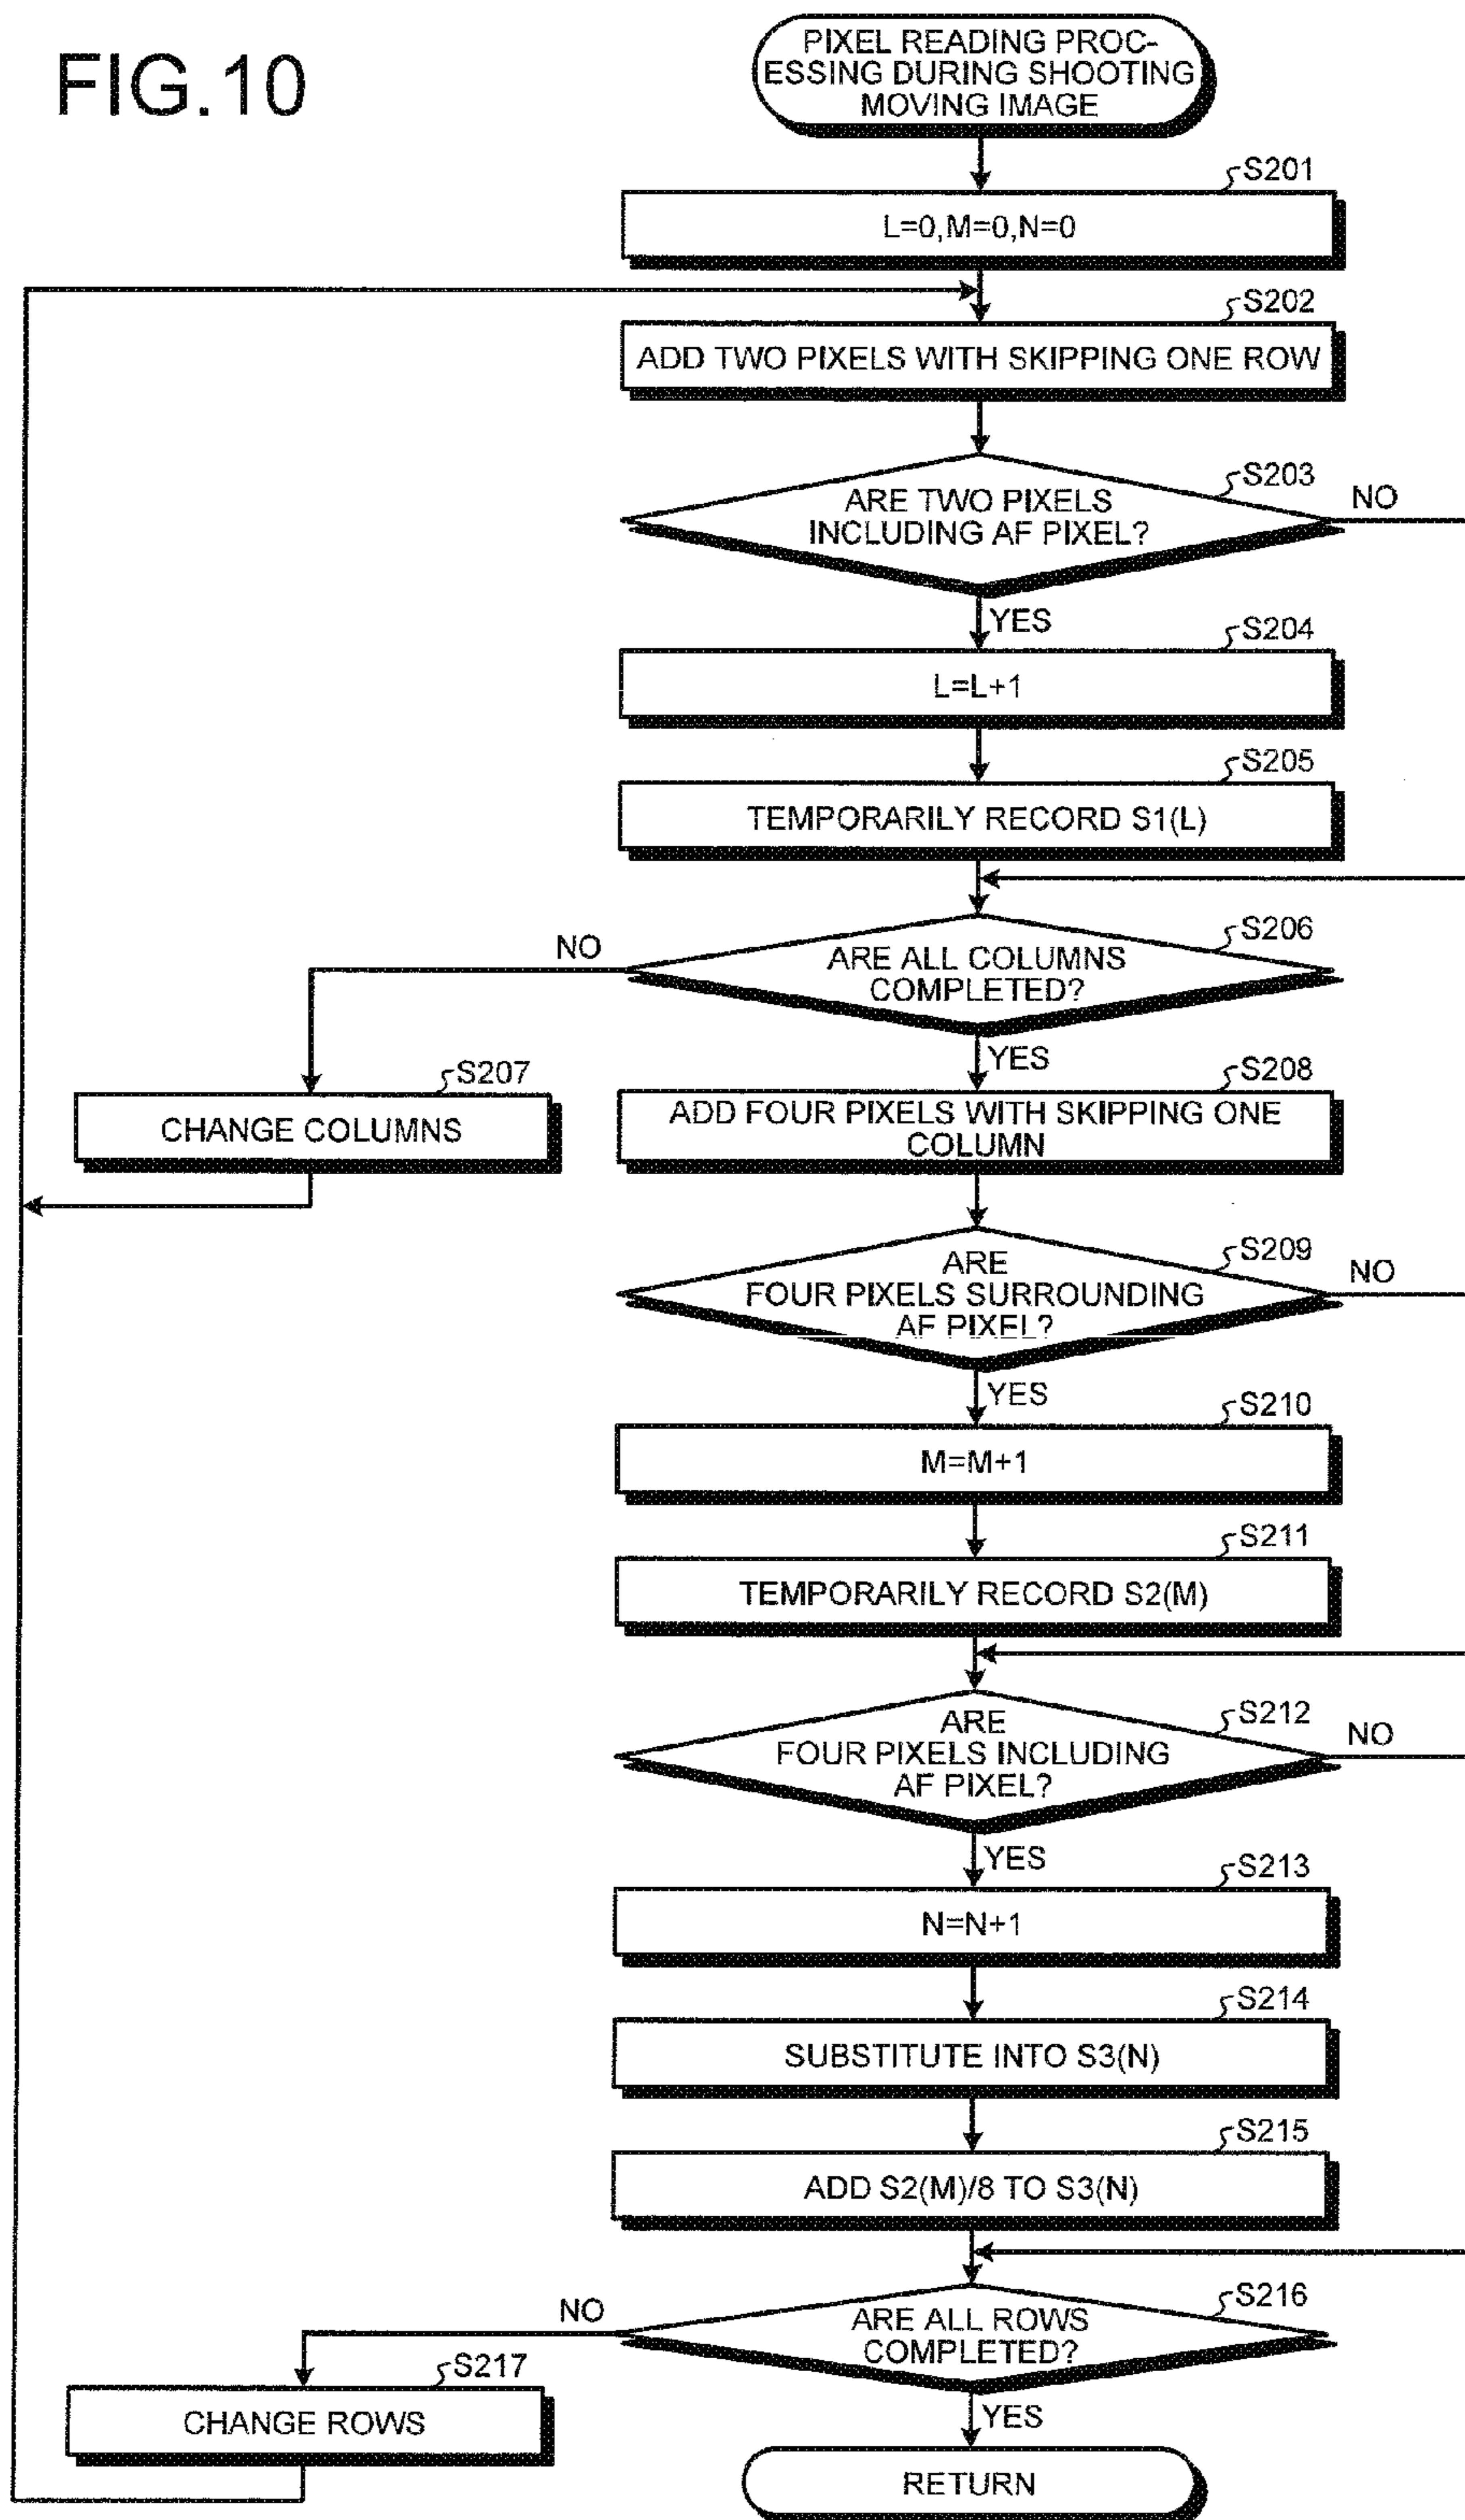 FIG.10
PIXEL READING PROC-
ESSING DURING SHOOTING
MOVING IMAGE
S201
L=0,M=0,N=0
S202
ADD TWO PIXELS WITH SKIPPING ONE ROW
S203
ARE TWO PIXELS
INCLUDING AF PIXEL?
NO
YES
S204
L=L+1
S205
TEMPORARILY RECORD S1(L)
S206
ARE ALL COLUMNS
COMPLETED?
NO
YES
S207
CHANGE COLUMNS
S208
ADD FOUR PIXELS WITH SKIPPING ONE
COLUMN
S209
ARE
FOUR PIXELS SURROUNDING
AF PIXEL?
NO
YES
S210
M=M+1
S211
TEMPORARILY RECORD S2(M)
S212
ARE
FOUR PIXELS INCLUDING
AF PIXEL?
NO
YES
S213
N=N+1
S214
SUBSTITUTE INTO S3(N)
S215
ADD S2(M)/8 TO S3(N)
S216
ARE ALL ROWS
COMPLETED?
NO
YES
S217
CHANGE ROWS
RETURN